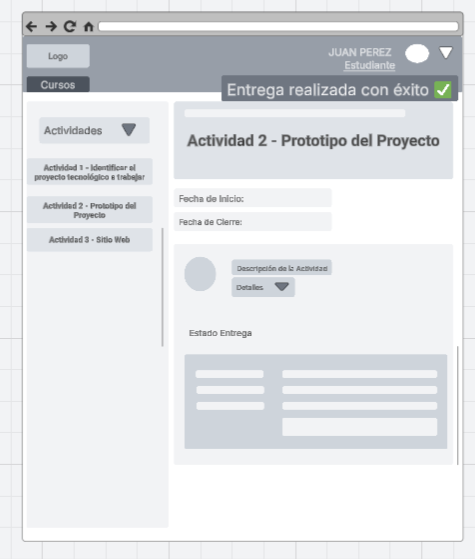 Logo
JUAN PEREZ
Estudiante
Cursos
Entrega realizada con éxito ✅
Actividades
Actividad 1 - Identificar el
proyecto tecnológico a trabajar
Actividad 2 - Prototipo del
Proyecto
Actividad 3 - Sitio Web
Actividad 2 - Prototipo del Proyecto
Fecha de Inicio:
Fecha de Cierre:
Descripción de la Actividad
Detalles
Estado Entrega